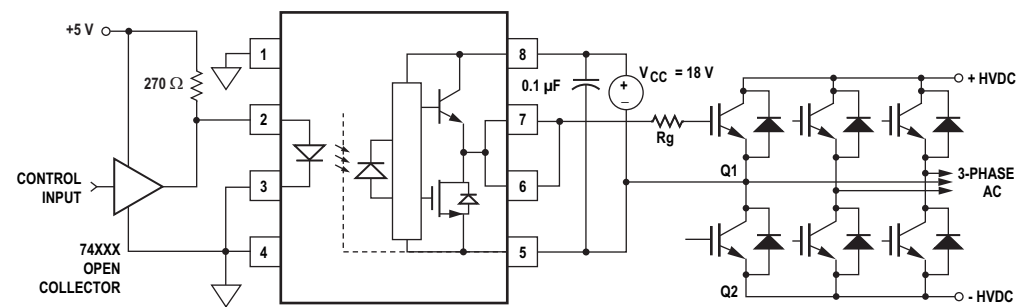 +5 V
270 Ω
1
2
3
4
CONTROL
INPUT
74XXX
OPEN
COLLECTOR
8
7
6
5
0.1 µF
VCC = 18 V
+
–
Rg
+ HVDC
Q1
3-PHASE
AC
Q2
- HVDC